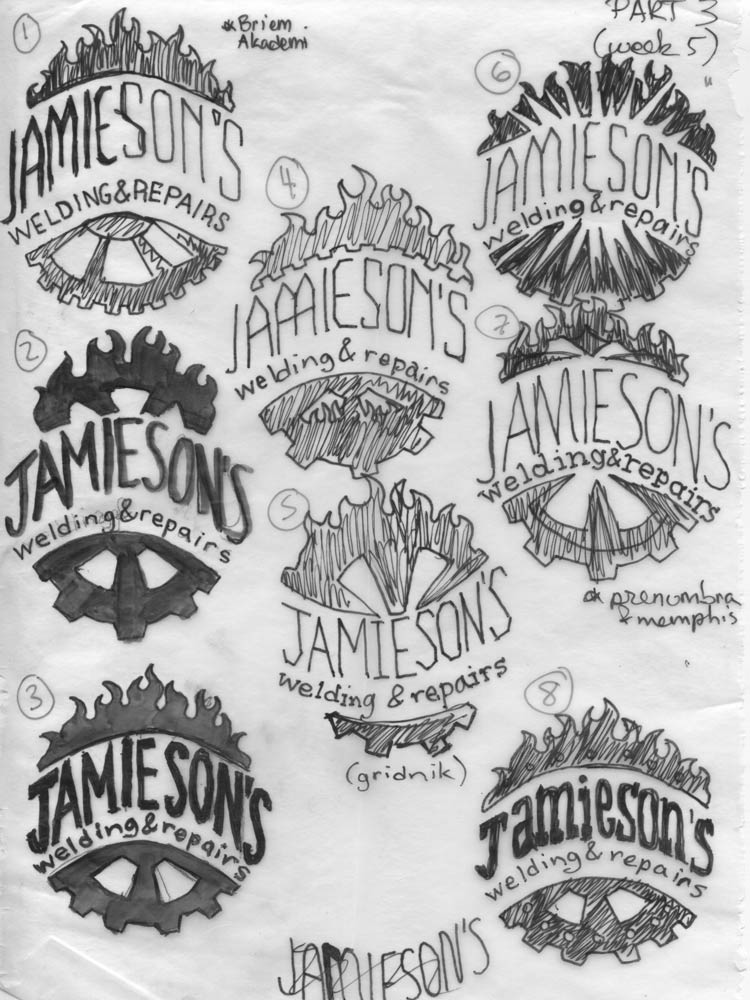 PART 3
(week 5)
*Briem.
Akademi
1
JAMIESON'S
WELDING&REPAIRS
2
JAMIESON'S
welding&repairs
3
JAMIESON'S
welding&repairs
4
JAMIESON'S
welding & repairs
5
JAMIESON'S
welding & repairs
(gridnik)
6
JAMIESON'S
welding&repairs
7
JAMIESON'S
welding&repairs
*prenumbra
& memphis
8
Jamieson's
welding & repairs
JAMIESON'S